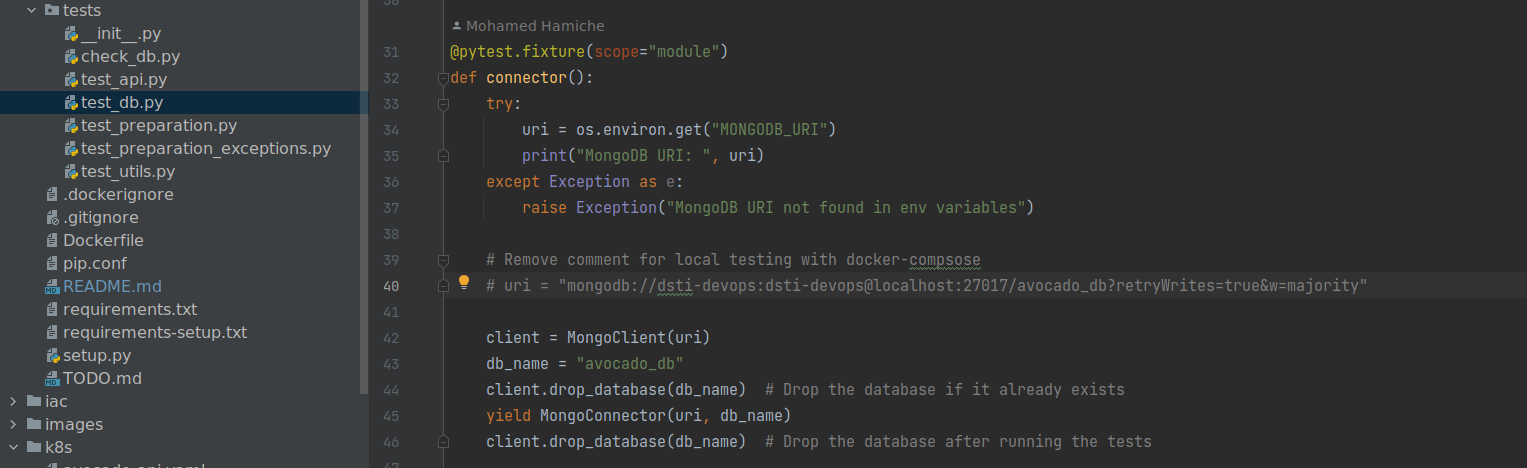 tests
__init__.py
check_db.py
test_api.py
test_db.py
test_preparation.py
test_preparation_exceptions.py
test_utils.py
.dockerignore
.gitignore
Dockerfile
pip.conf
README.md
requirements.txt
requirements-setup.txt
setup.py
TODO.md
iac
images
k8s
avocado-api.yaml
30
Mohamed Hamiche
31 @pytest.fixture(scope="module")
32 def connector():
33 try:
34 uri = os.environ.get("MONGODB_URI")
35 print("MongoDB URI: ", uri)
36 except Exception as e:
37 raise Exception("MongoDB URI not found in env variables")
38
39 # Remove comment for local testing with docker-compsose
40 # uri = "mongodb://dsti-devops:dsti-devops@localhost:27017/avocado_db?retryWrites=true&w=majority"
41
42 client = MongoClient(uri)
43 db_name = "avocado_db"
44 client.drop_database(db_name)  # Drop the database if it already exists
45 yield MongoConnector(uri, db_name)
46 client.drop_database(db_name)  # Drop the database after running the tests
47